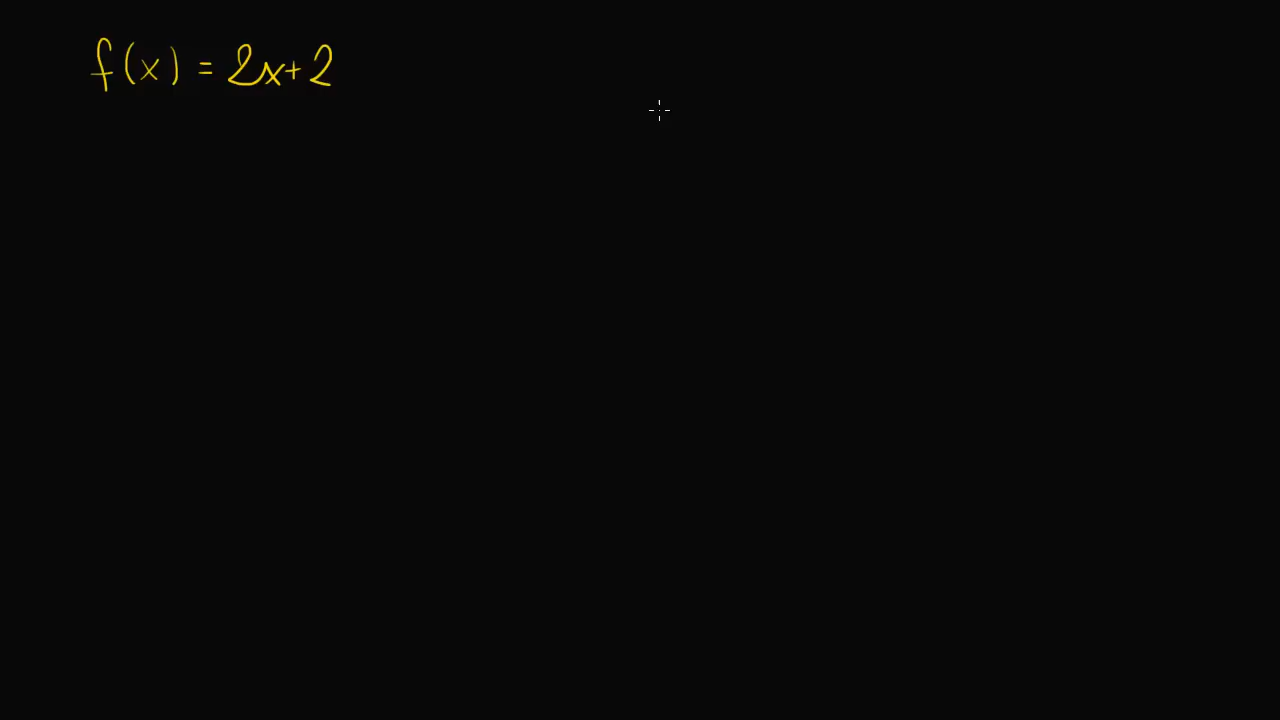 f(x) = 2x+2